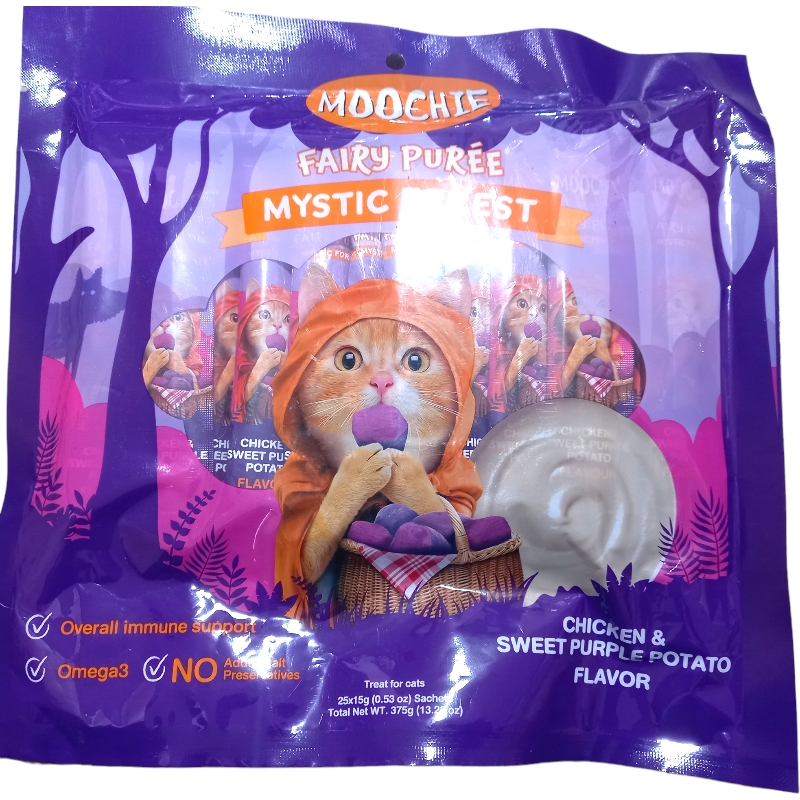 MOOCHIE
FAIRY PURÉE
MYSTIC
CHICKEN &
SWEET PURPLE POTATO
FLAVOR
Overall immune support
Omega3
NO
Treat for cats
25x15g (0.53 oz)
Total Net WT. 375g